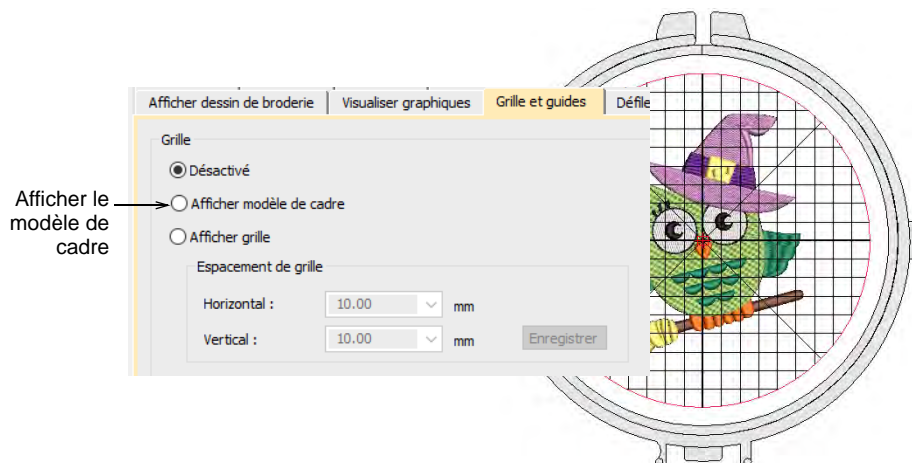 Afficher dessin de broderie Visualiser graphiques Grille et guides Défile
Grille
Désactivé
Afficher le modèle de cadre
Afficher modèle de cadre
Afficher grille
Espacement de grille
Horizontal : 10.00 mm
Vertical : 10.00 mm Enregistrer